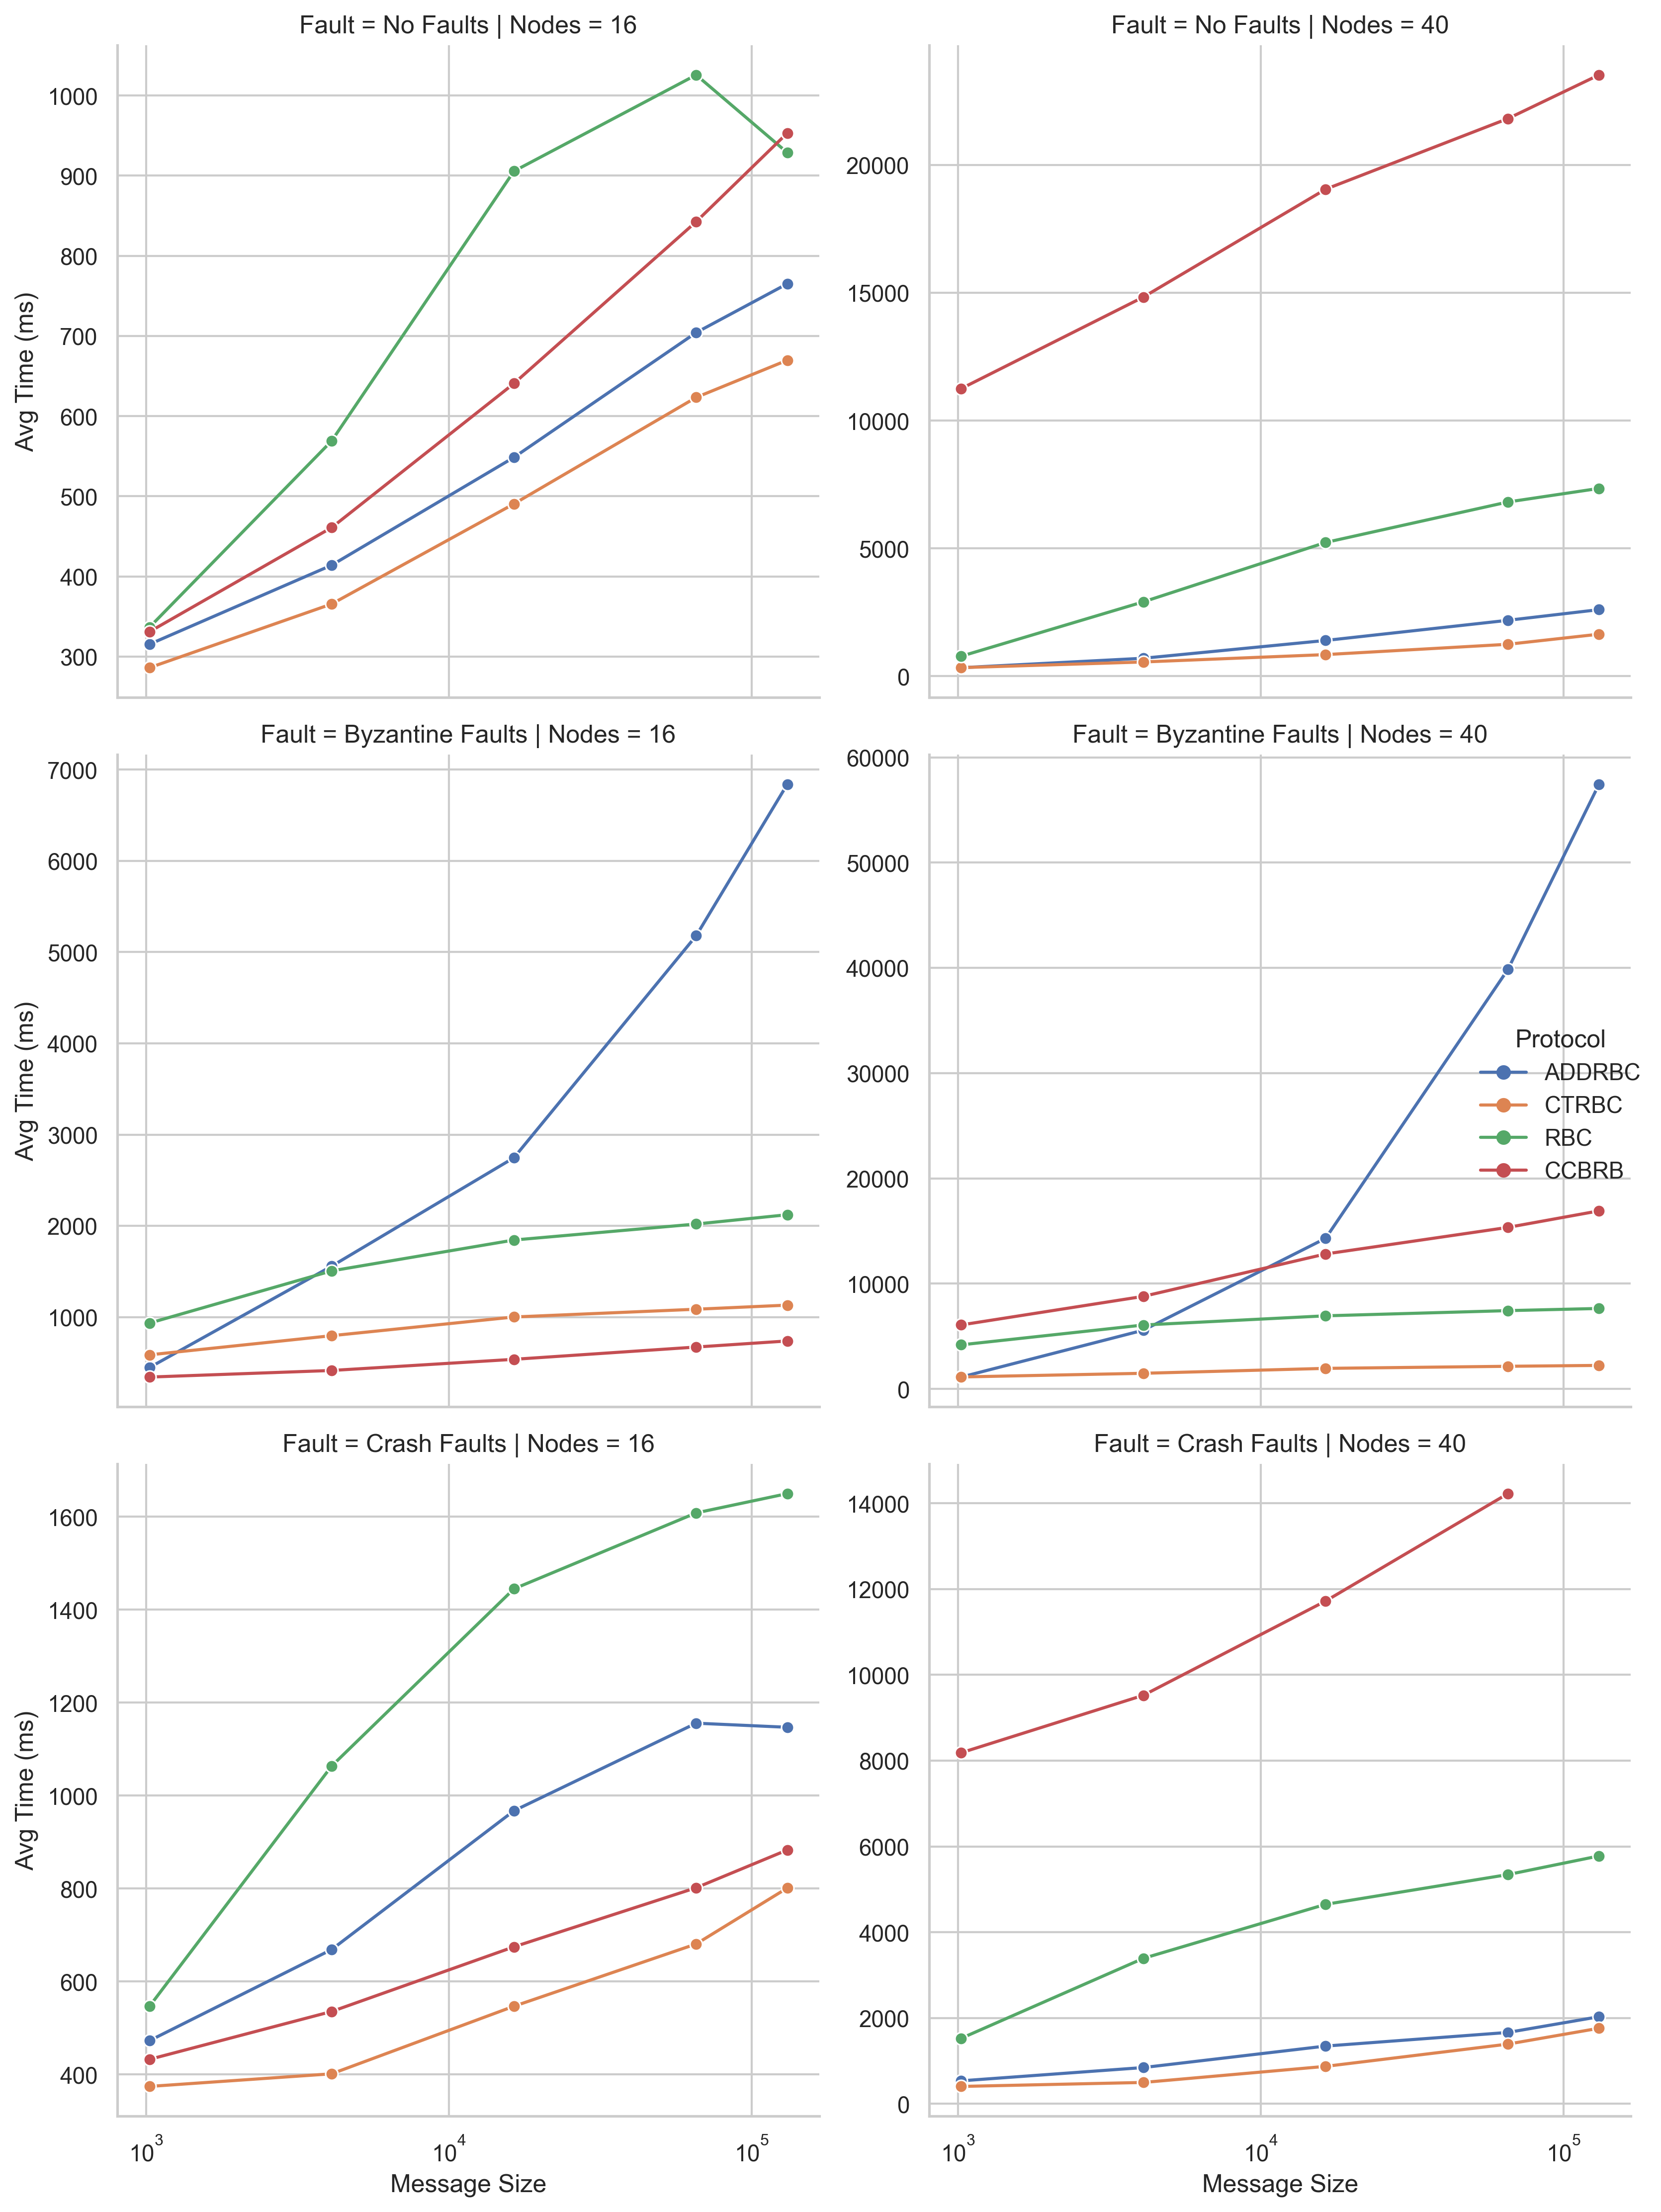 Fault = No Faults | Nodes = 16
Fault = No Faults | Nodes = 40
Avg Time (ms)
1000
900
800
700
600
500
400
300
20000
15000
10000
5000
0
Fault = Byzantine Faults | Nodes = 16
Fault = Byzantine Faults | Nodes = 40
Avg Time (ms)
7000
6000
5000
4000
3000
2000
1000
60000
50000
40000
30000
20000
10000
0
Protocol
ADDRBC
CTRBC
RBC
CCBRB
Fault = Crash Faults | Nodes = 16
Fault = Crash Faults | Nodes = 40
Avg Time (ms)
1600
1400
1200
1000
800
600
400
14000
12000
10000
8000
6000
4000
2000
0
10³ 10⁴ 10⁵
Message Size
10³ 10⁴ 10⁵
Message Size